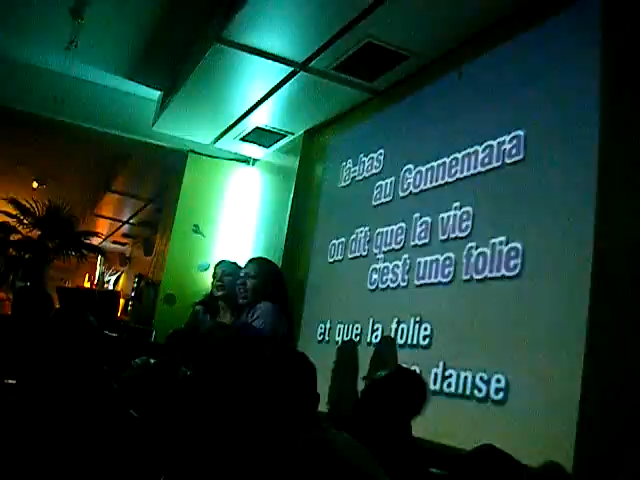 là-bas
au Connemara
on dit que la vie
c'est une folie
et que la folie
danse